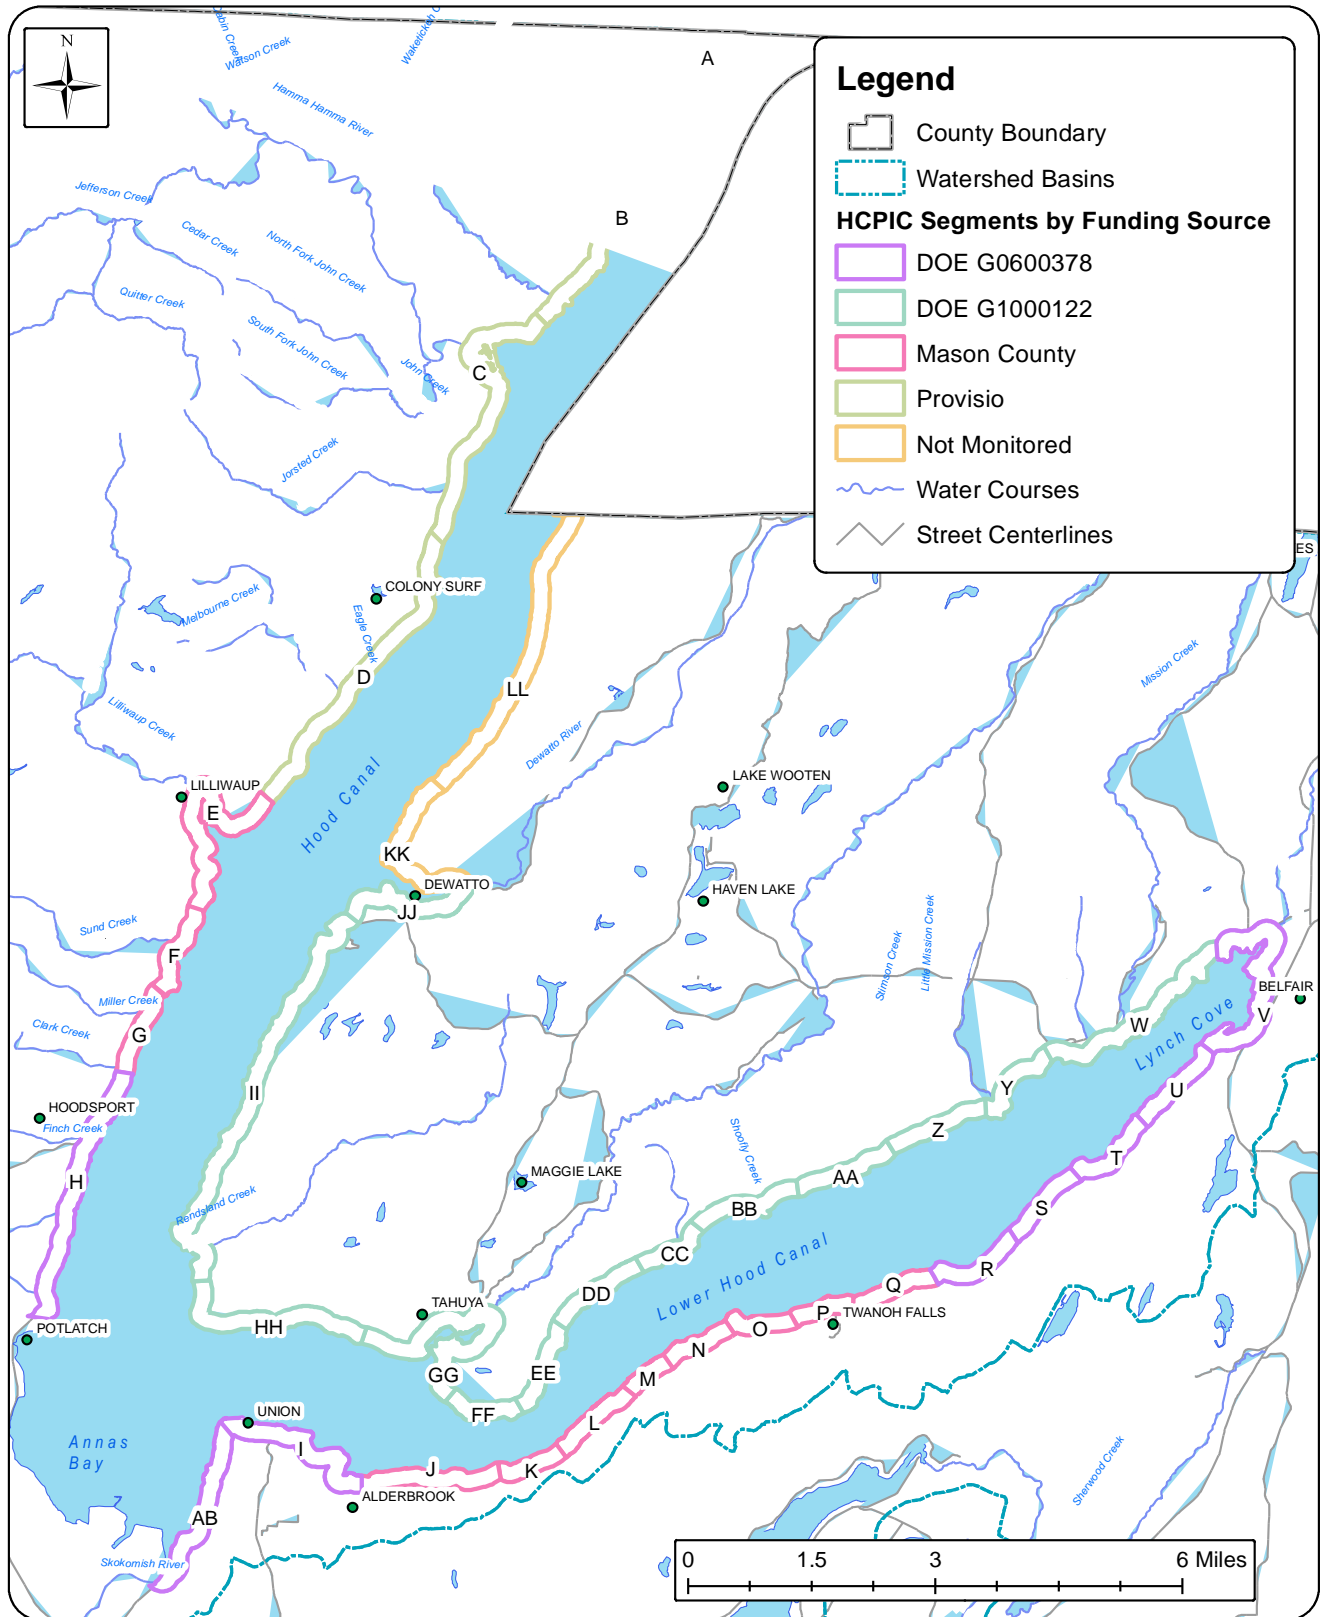 N
Cabin Creek
Watson Creek
Waketickeh C
A
Hamma Hamma River
Legend
County Boundary
Watershed Basins
HCPIC Segments by Funding Source
DOE G0600378
DOE G1000122
Mason County
Provisio
Not Monitored
Water Courses
Street Centerlines
Jefferson Creek
Cedar Creek
North Fork John Creek
B
Quitter Creek
South Fork John Creek
John Creek
C
Jorsted Creek
ES
COLONY SURF
Melbourne Creek
Eagle Creek
Mission Creek
D
LL
Lilliwaup Creek
Dewatto River
LILLIWAUP
E
Hood Canal
LAKE WOOTEN
KK
DEWATTO
JJ
HAVEN LAKE
Sund Creek
F
Stimson Creek
Little Mission Creek
Miller Creek
BELFAIR
Clark Creek
G
W
Lynch Cove
V
II
Y
U
HOODSPORT
Finch Creek
Z
Shoofly Creek
T
MAGGIE LAKE
H
AA
Rendsland Creek
BB
S
CC
Lower Hood Canal
R
DD
Q
TAHUYA
P
TWANOH FALLS
HH
O
POTLATCH
N
GG
EE
M
FF
L
UNION
I
Annas
Bay
J
K
ALDERBROOK
Sherwood Creek
AB
Skokomish River
0 1.5 3 6 Miles